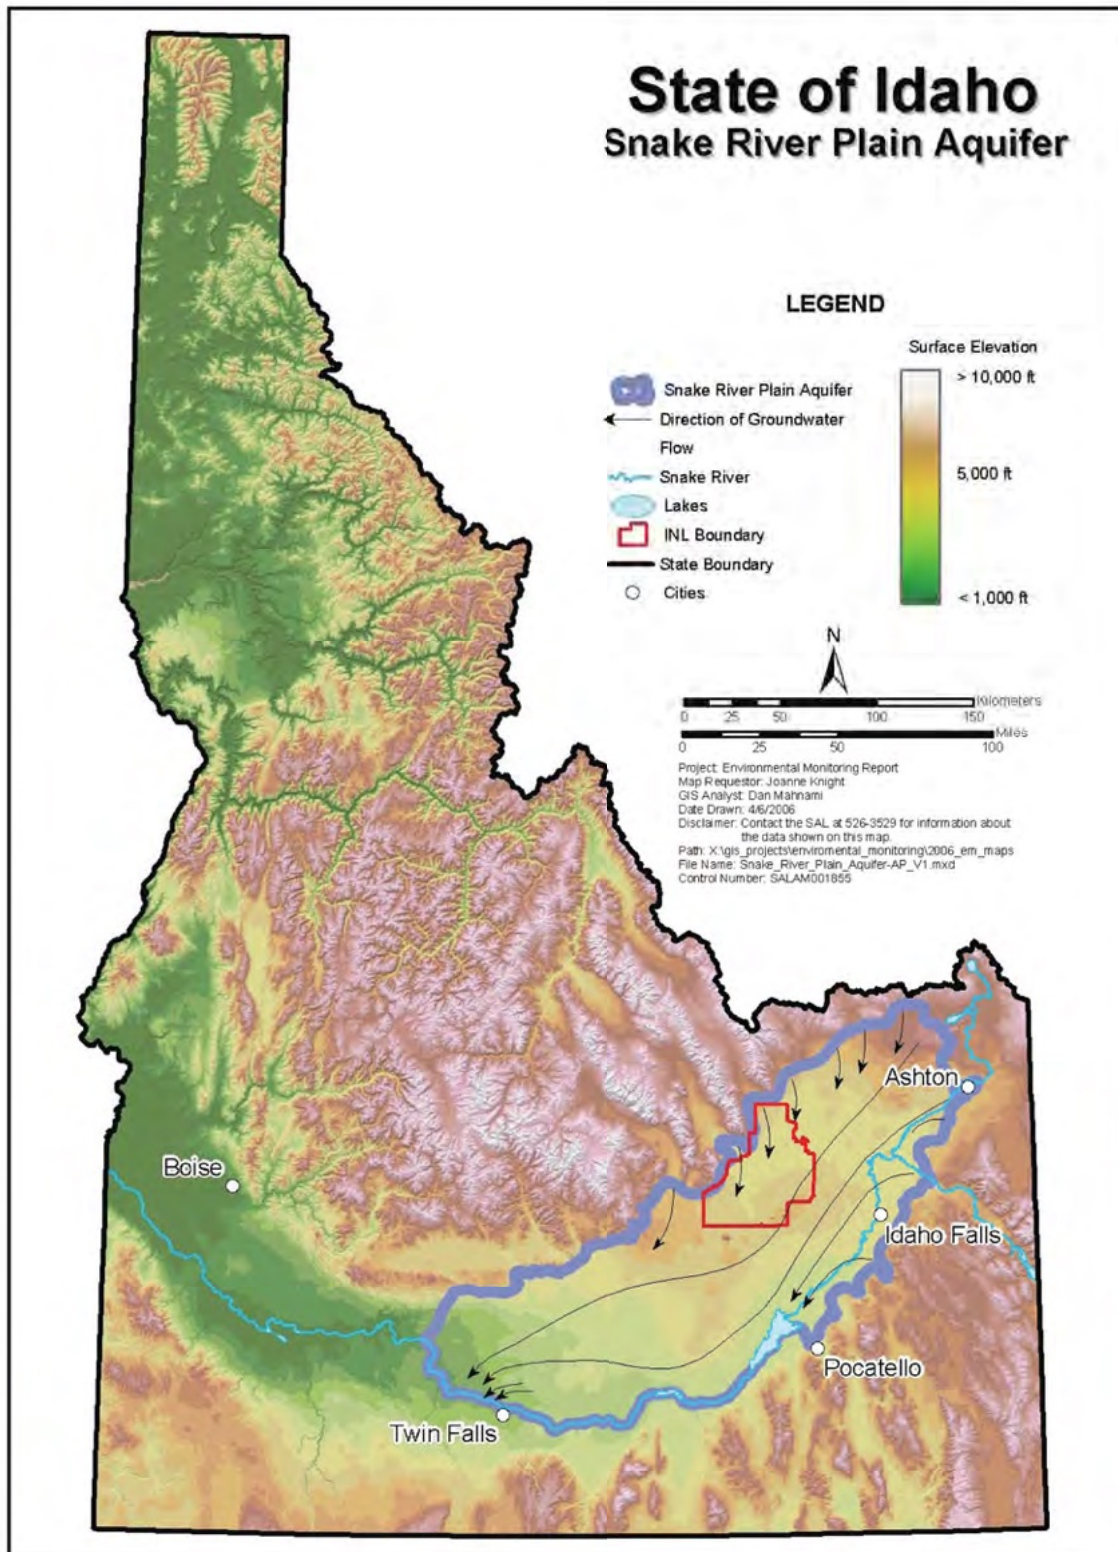 State of Idaho
Snake River Plain Aquifer
LEGEND
Surface Elevation
> 10,000 ft
5,000 ft
< 1,000 ft
Snake River Plain Aquifer
Direction of Groundwater
Flow
Snake River
Lakes
INL Boundary
State Boundary
Cities
N
Kilometers
0 25 50 100 150
Miles
0 25 50 100
Project: Environmental Monitoring Report
Map Requestor: Joanne Knight
GIS Analyst: Dan Mahnami
Date Drawn: 4/6/2006
Disclaimer: Contact the SAL at 526-3529 for information about
the data shown on this map.
Path: X:\gis_projects\enviromental_monitoring\2006_em_maps
File Name: Snake_River_Plain_Aquifer-AP_V1.mxd
Control Number: SALAM001855
Ashton
Boise
Idaho Falls
Pocatello
Twin Falls